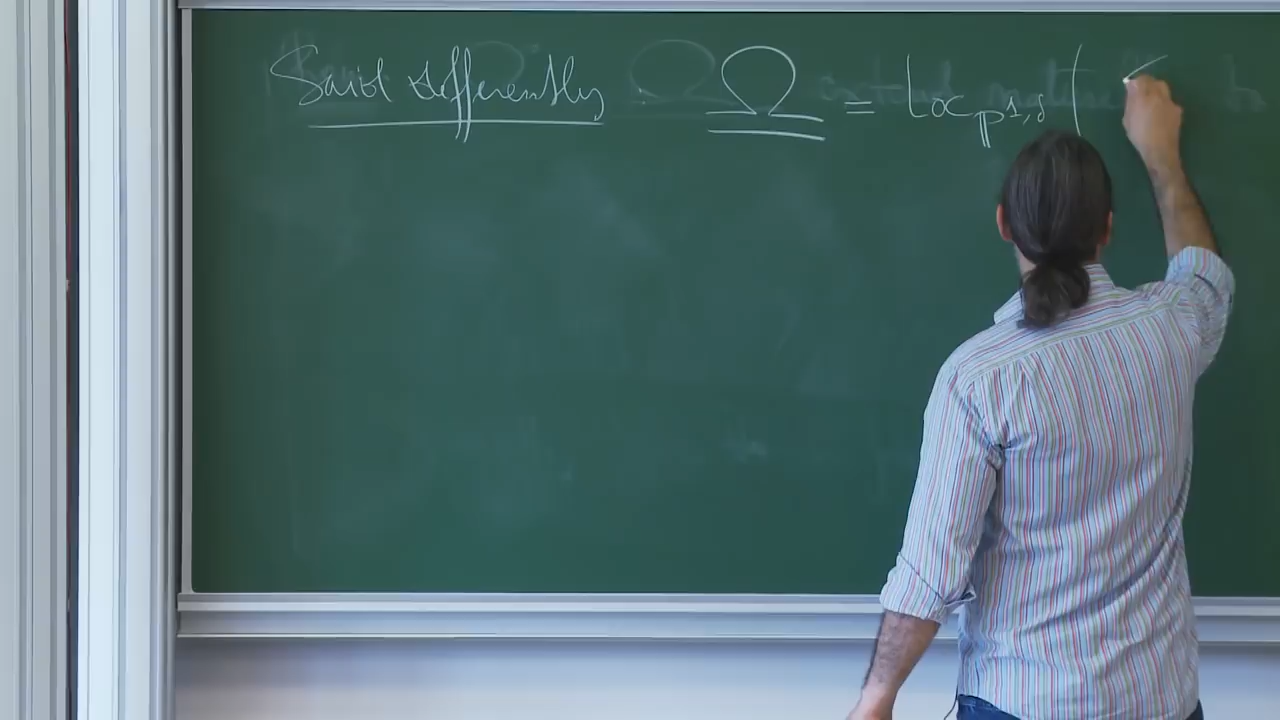 Said differently Ω = Loc_{ℙ¹,s} (